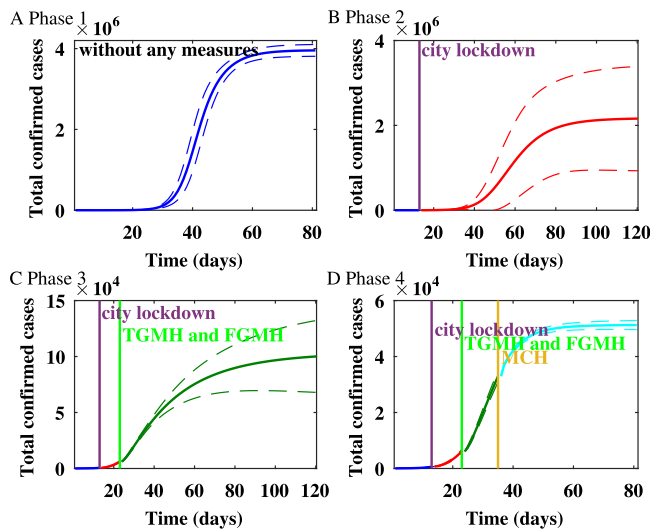 A Phase 1
× 10^6
without any measures
Total confirmed cases
4
2
0
20
40
60
80
Time (days)
B Phase 2
× 10^6
city lockdown
Total confirmed cases
4
2
0
20
40
60
80
100
120
Time (days)
C Phase 3
× 10^4
city lockdown
TGMH and FGMH
Total confirmed cases
15
10
5
0
20
40
60
80
100
120
Time (days)
D Phase 4
× 10^4
city lockdown
TGMH and FGMH
MCH
Total confirmed cases
6
4
2
0
20
40
60
80
Time (days)